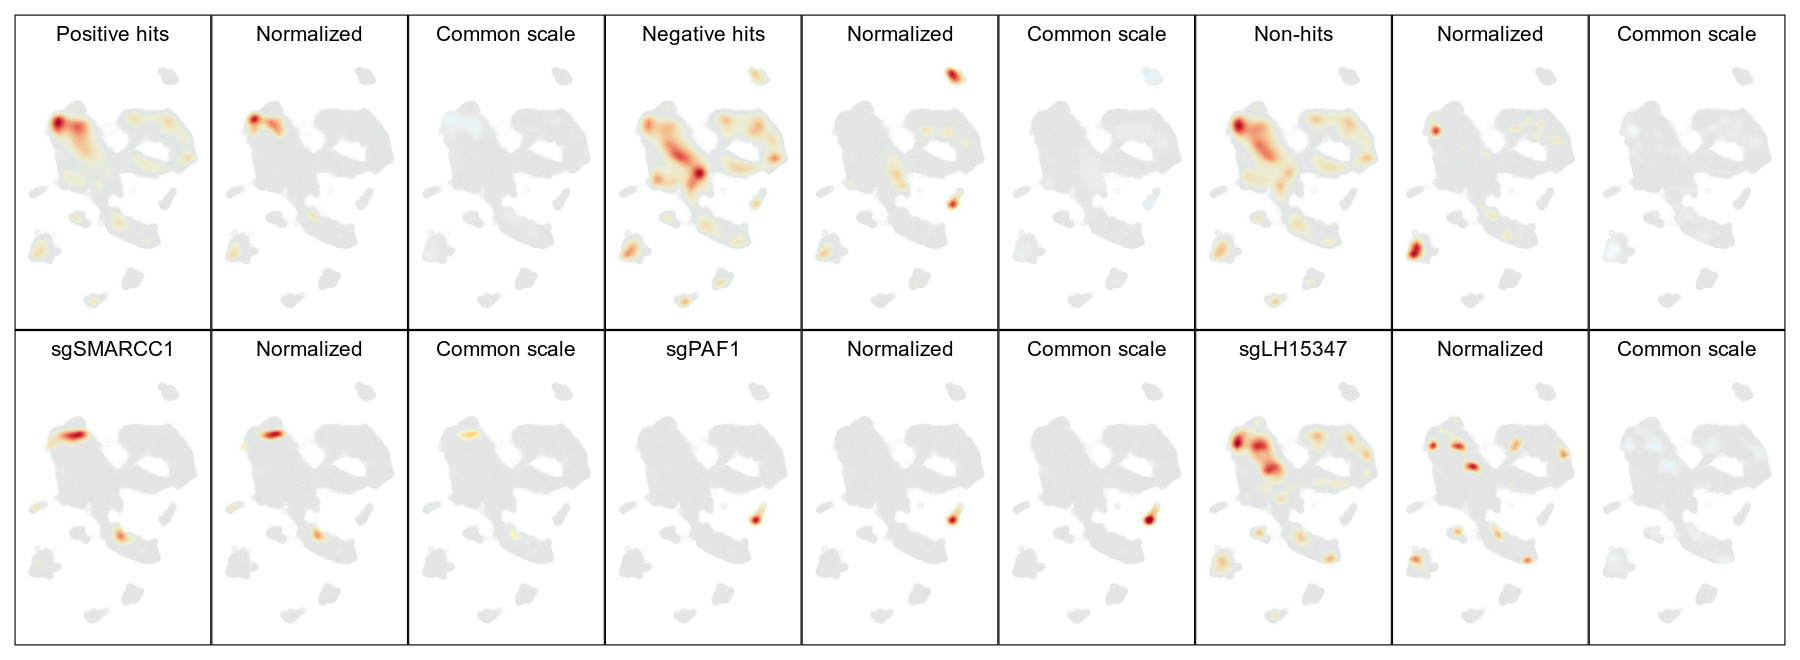 Positive hits
Normalized
Common scale
Negative hits
Normalized
Common scale
Non-hits
Normalized
Common scale
sgSMARCC1
Normalized
Common scale
sgPAF1
Normalized
Common scale
sgLH15347
Normalized
Common scale